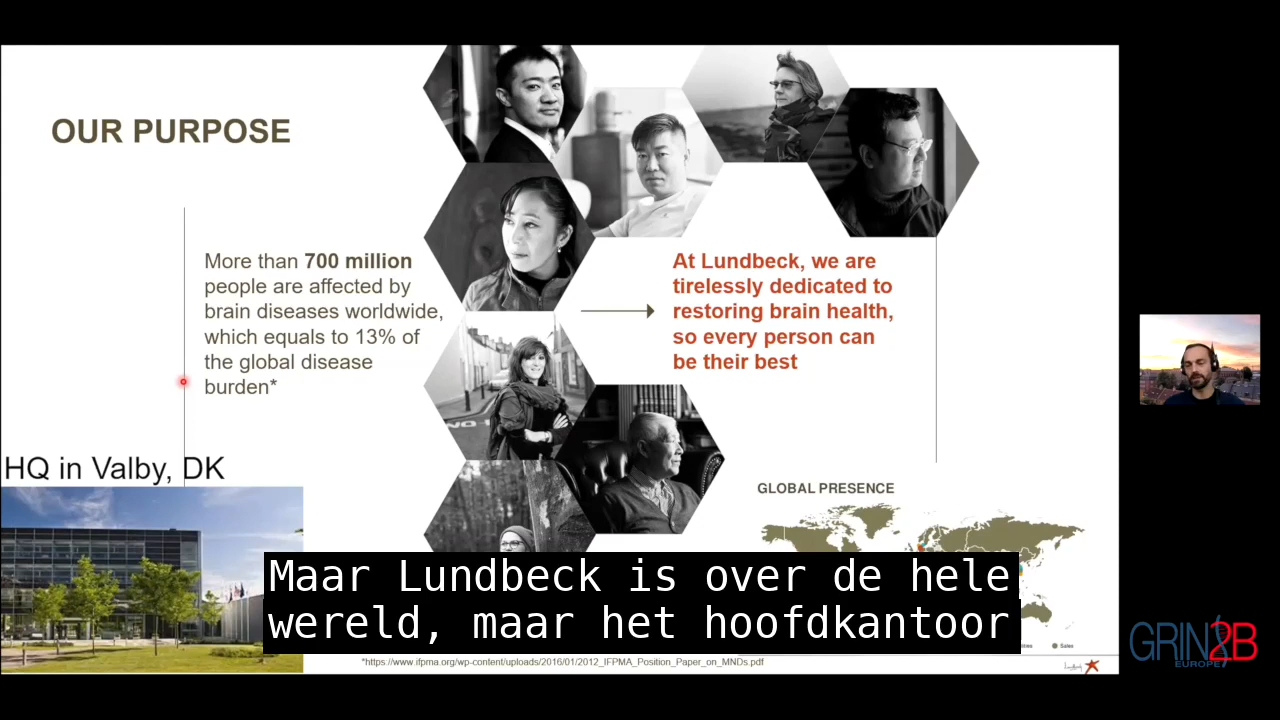 OUR PURPOSE
More than 700 million
people are affected by
brain diseases worldwide,
which equals to 13% of
the global disease
burden*
At Lundbeck, we are
tirelessly dedicated to
restoring brain health,
so every person can
be their best
HQ in Valby, DK
GLOBAL PRESENCE
Maar Lundbeck is over de hele
wereld, maar het hoofdkantoor
Sales
*https://www.ifpma.org/wp-content/uploads/2016/01/2012_IFPMA_Position_Paper_on_MNDs.pdf
Lundbeck
GRIN2B
EUROPE